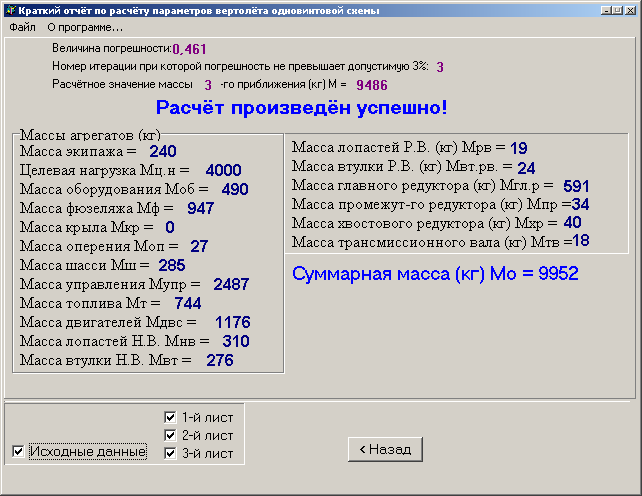 Краткий отчёт по расчёту параметров вертолёта одновинтовой схемы
Файл О программе...
Величина погрешности: 0,461
Номер итерации при которой погрешность не превышает допустимую 3%: 3
Расчётное значение массы 3 -го приближения (кг) М = 9486
Расчёт произведён успешно!
Массы агрегатов (кг)
Масса экипажа = 240
Целевая нагрузка Мц.н = 4000
Масса оборудования Моб = 490
Масса фюзеляжа Мф = 947
Масса крыла Мкр = 0
Масса оперения Моп = 27
Масса шасси Мш = 285
Масса управления Мупр = 2487
Масса топлива Мт = 744
Масса двигателей Мдвс = 1176
Масса лопастей Н.В. Мнв = 310
Масса втулки Н.В. Мвт = 276
Масса лопастей Р.В. (кг) Мрв = 19
Масса втулки Р.В. (кг) Мвт.рв. = 24
Масса главного редуктора (кг) Мгл.р = 591
Масса промежут-го редуктора (кг) Мпр =34
Масса хвостового редуктора (кг) Мхр = 40
Масса трансмиссионного вала (кг) Мтв =18
Суммарная масса (кг) Мо = 9952
Исходные данные
1-й лист
2-й лист
3-й лист
< Назад